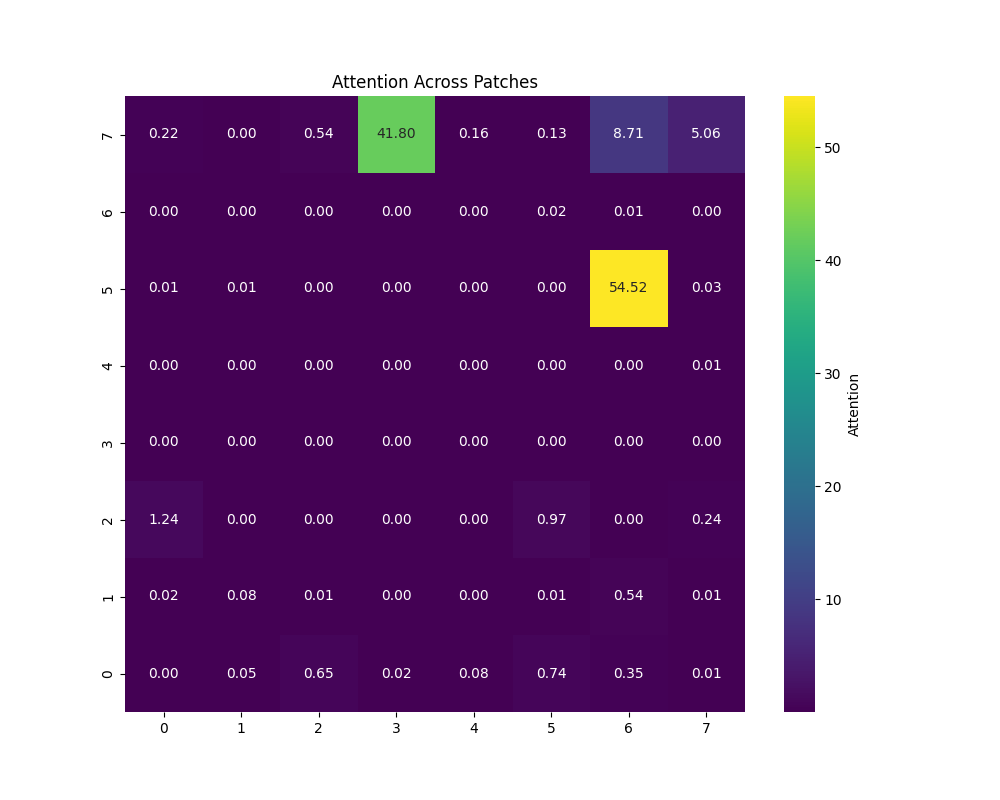 Attention Across Patches
7 0.22 0.00 0.54 41.80 0.16 0.13 8.71 5.06
6 0.00 0.00 0.00 0.00 0.00 0.02 0.01 0.00
5 0.01 0.01 0.00 0.00 0.00 0.00 54.52 0.03
4 0.00 0.00 0.00 0.00 0.00 0.00 0.00 0.01
3 0.00 0.00 0.00 0.00 0.00 0.00 0.00 0.00
2 1.24 0.00 0.00 0.00 0.00 0.97 0.00 0.24
1 0.02 0.08 0.01 0.00 0.00 0.01 0.54 0.01
0 0.00 0.05 0.65 0.02 0.08 0.74 0.35 0.01
0 1 2 3 4 5 6 7
50
40
30
20
10
Attention